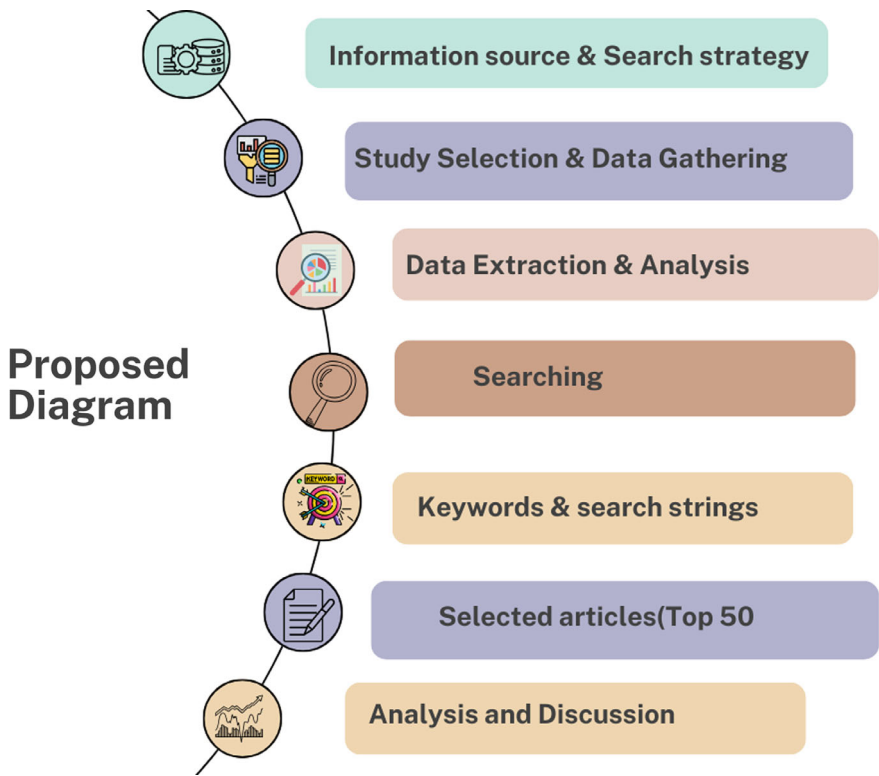 Information source & Search strategy
Study Selection & Data Gathering
Data Extraction & Analysis
Proposed
Diagram
Searching
KEYWORD
Keywords & search strings
Selected articles(Top 50
Analysis and Discussion